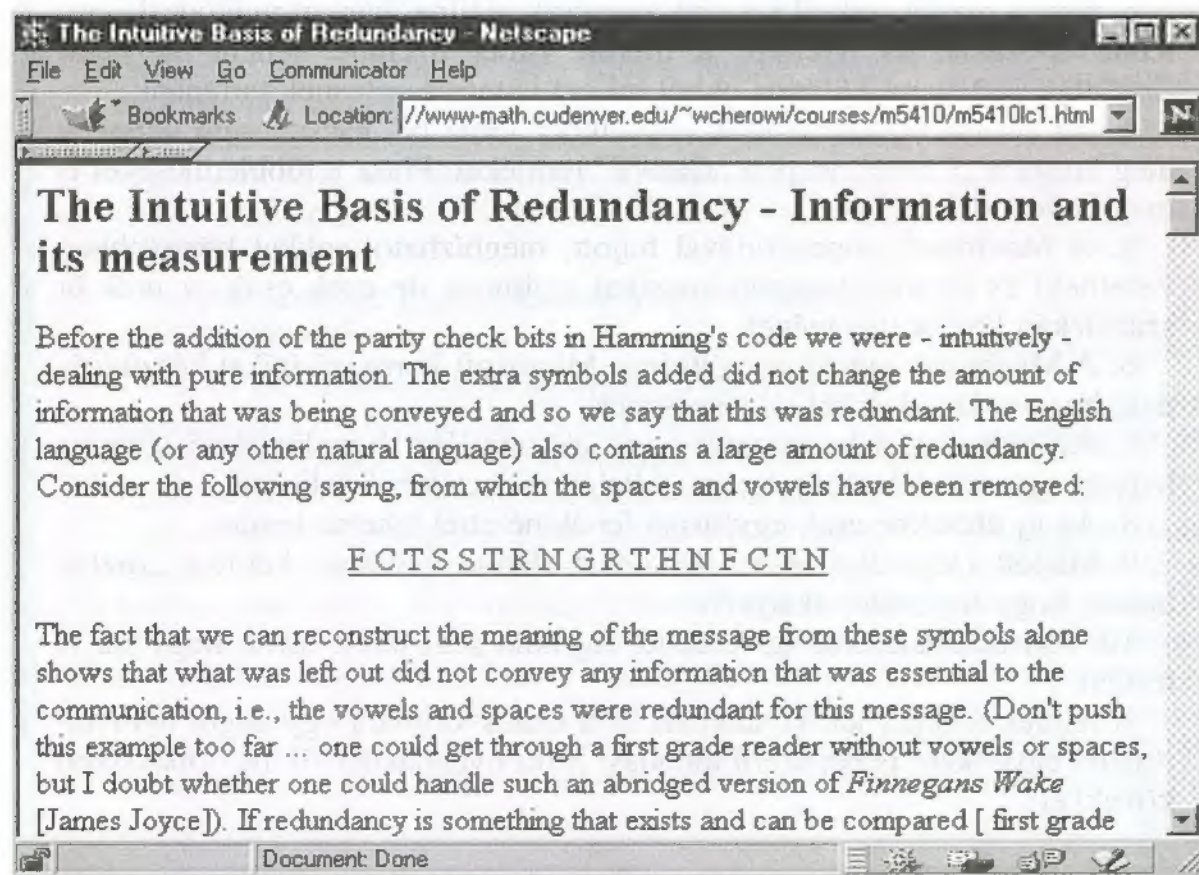 The Intuitive Basis of Redundancy - Netscape
File Edit View Go Communicator Help
Bookmarks Location: //www-math.cudenver.edu/~wcherowi/courses/m5410/m5410lc1.html N
The Intuitive Basis of Redundancy - Information and
its measurement
Before the addition of the parity check bits in Hamming's code we were - intuitively -
dealing with pure information. The extra symbols added did not change the amount of
information that was being conveyed and so we say that this was redundant. The English
language (or any other natural language) also contains a large amount of redundancy.
Consider the following saying, from which the spaces and vowels have been removed:
F C T S S T R N G R T H N F C T N
The fact that we can reconstruct the meaning of the message from these symbols alone
shows that what was left out did not convey any information that was essential to the
communication, i.e., the vowels and spaces were redundant for this message. (Don't push
this example too far ... one could get through a first grade reader without vowels or spaces,
but I doubt whether one could handle such an abridged version of Finnegans Wake
[James Joyce]). If redundancy is something that exists and can be compared [ first grade
Document: Done